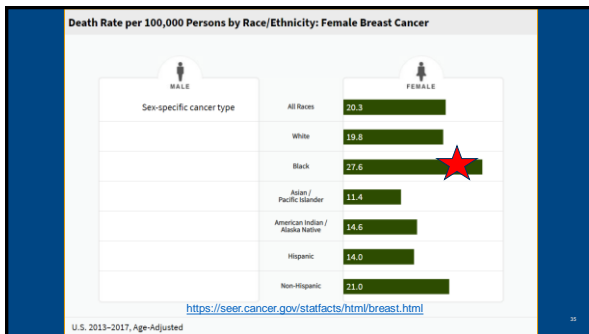 Death Rate per 100,000 Persons by Race/Ethnicity: Female Breast Cancer
MALE
FEMALE
Sex-specific cancer type
All Races
20.3
White
19.8
Black
27.6
Asian /
Pacific Islander
11.4
American Indian /
Alaska Native
14.6
Hispanic
14.0
Non-Hispanic
21.0
https://seer.cancer.gov/statfacts/html/breast.html
U.S. 2013–2017, Age-Adjusted
35